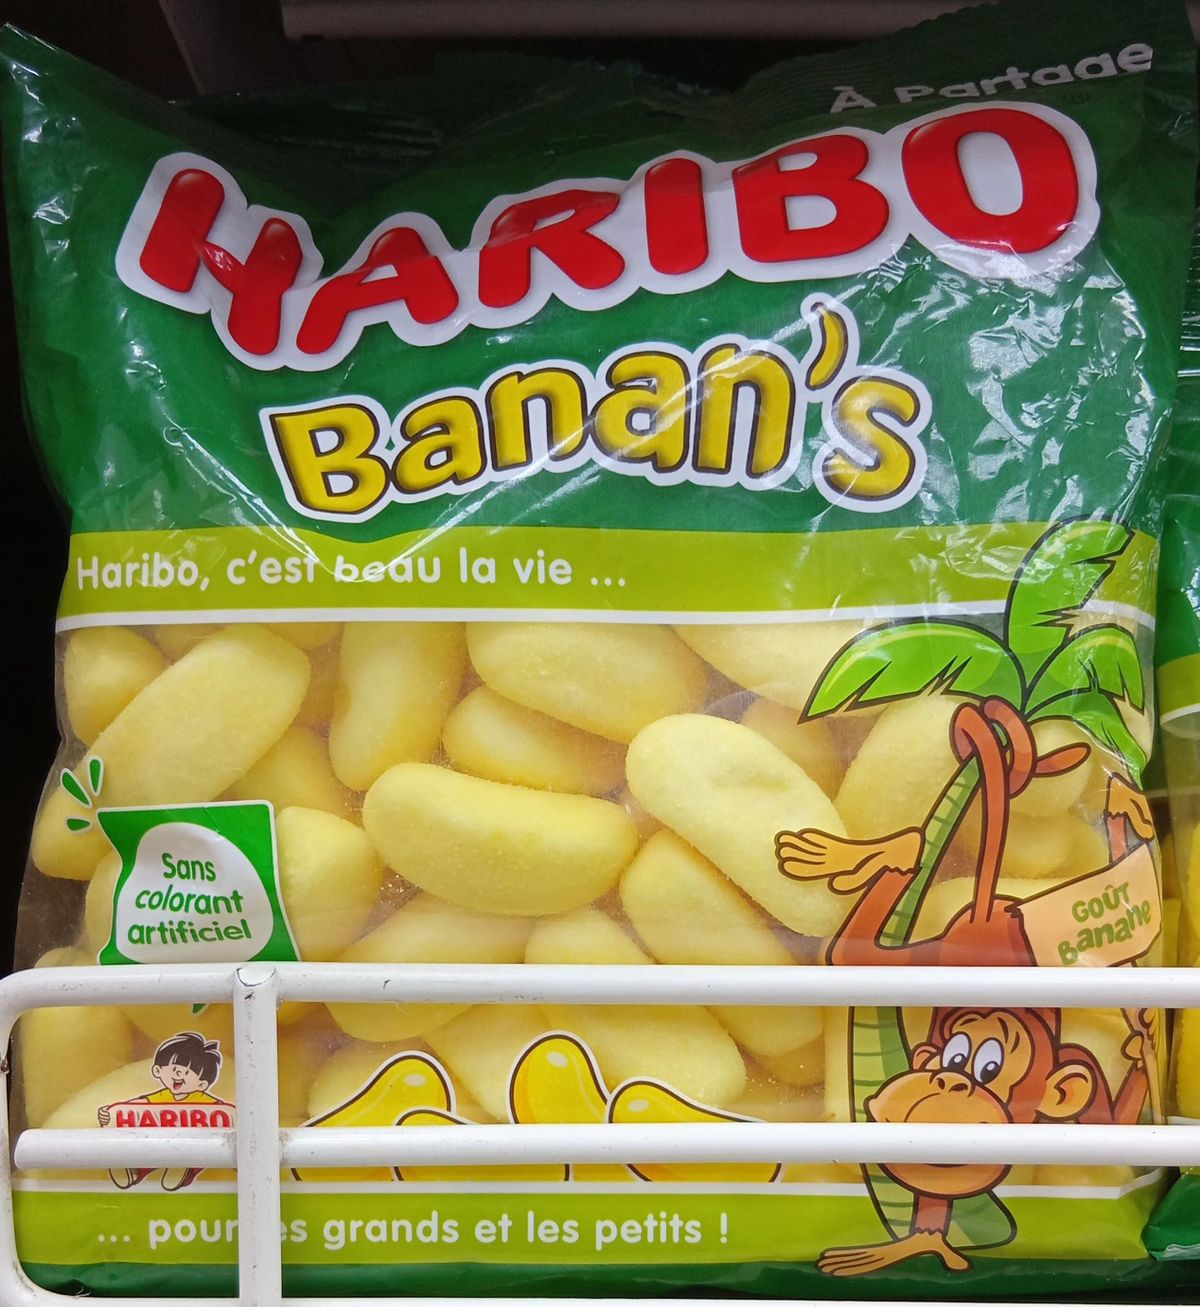 À Partage
HARIBO
Banan's
Haribo, c'est beau la vie ...
Sans
colorant
artificiel
GOÛT
Banane
HARIBO
... pour les grands et les petits !